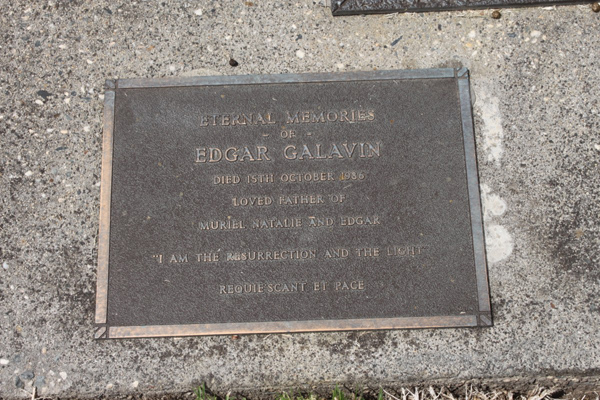 ETERNAL MEMORIES
- OF -
EDGAR GALAVIN
DIED 15TH OCTOBER 1986
LOVED FATHER OF
MURIEL NATALIE AND EDGAR
"I AM THE RESURRECTION AND THE LIGHT"
REQUIESCANT ET PACE